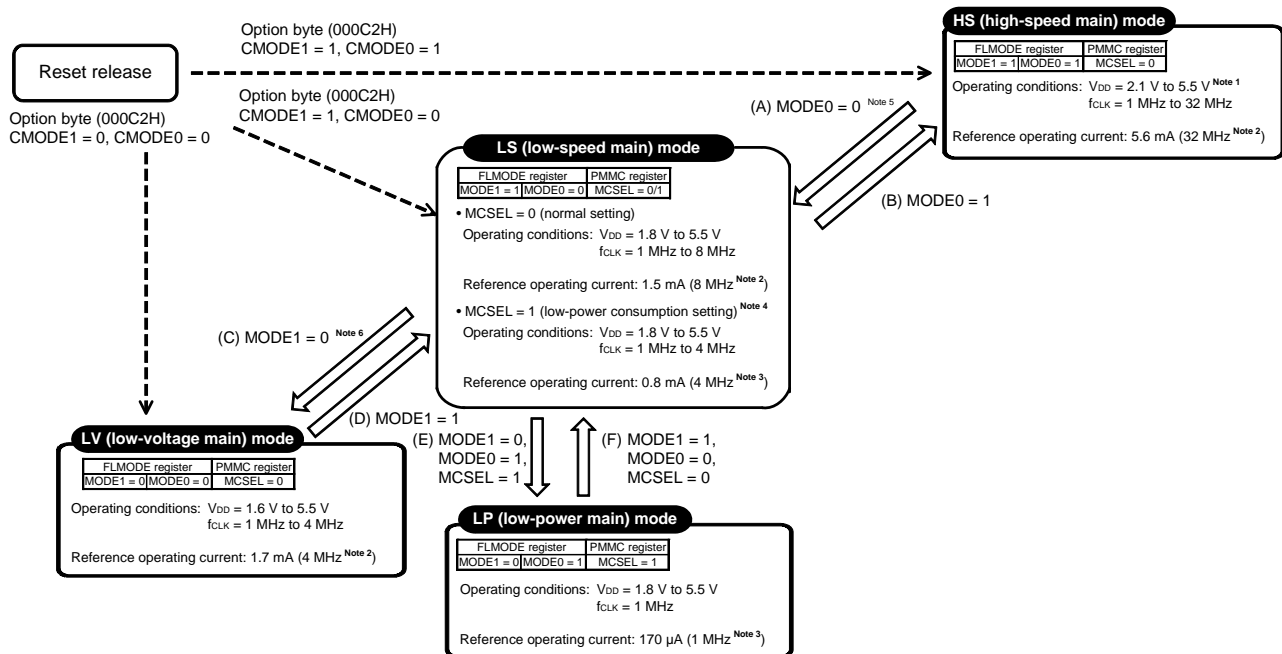 Option byte (000C2H)
CMODE1 = 1, CMODE0 = 1
HS (high-speed main) mode
FLMODE register PMMC register
MODE1 = 1 MODE0 = 1 MCSEL = 0
Operating conditions: VDD = 2.1 V to 5.5 V Note 1
fCLK = 1 MHz to 32 MHz
Reference operating current: 5.6 mA (32 MHz Note 2)
Reset release
Option byte (000C2H)
CMODE1 = 0, CMODE0 = 0
Option byte (000C2H)
CMODE1 = 1, CMODE0 = 0
(A) MODE0 = 0 Note 5
(B) MODE0 = 1
LS (low-speed main) mode
FLMODE register PMMC register
MODE1 = 1 MODE0 = 0 MCSEL = 0/1
• MCSEL = 0 (normal setting)
Operating conditions: VDD = 1.8 V to 5.5 V
fCLK = 1 MHz to 8 MHz
Reference operating current: 1.5 mA (8 MHz Note 2)
• MCSEL = 1 (low-power consumption setting) Note 4
Operating conditions: VDD = 1.8 V to 5.5 V
fCLK = 1 MHz to 4 MHz
Reference operating current: 0.8 mA (4 MHz Note 3)
(C) MODE1 = 0 Note 6
(D) MODE1 = 1
LV (low-voltage main) mode
FLMODE register PMMC register
MODE1 = 0 MODE0 = 0 MCSEL = 0
Operating conditions: VDD = 1.6 V to 5.5 V
fCLK = 1 MHz to 4 MHz
Reference operating current: 1.7 mA (4 MHz Note 2)
(E) MODE1 = 0,
MODE0 = 1,
MCSEL = 1
(F) MODE1 = 1,
MODE0 = 0,
MCSEL = 0
LP (low-power main) mode
FLMODE register PMMC register
MODE1 = 0 MODE0 = 1 MCSEL = 1
Operating conditions: VDD = 1.8 V to 5.5 V
fCLK = 1 MHz
Reference operating current: 170 μA (1 MHz Note 3)